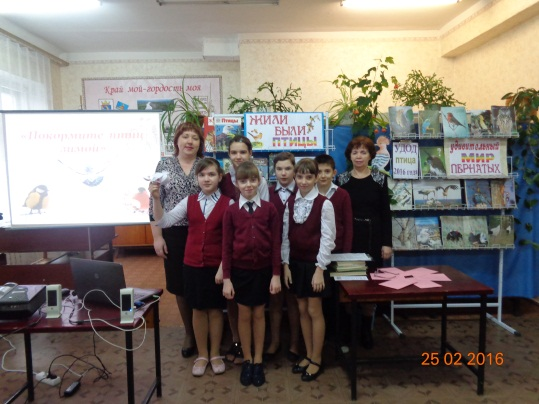 Край мой-гордость моя
«Покормите птиц
зимой»
Птицы
ЖИЛИ
БЫЛИ
ПТИЦЫ
УДОД
ПТИЦА
2016 года
удивительный
МИР
ПЕРНАТЫХ
25 02 2016